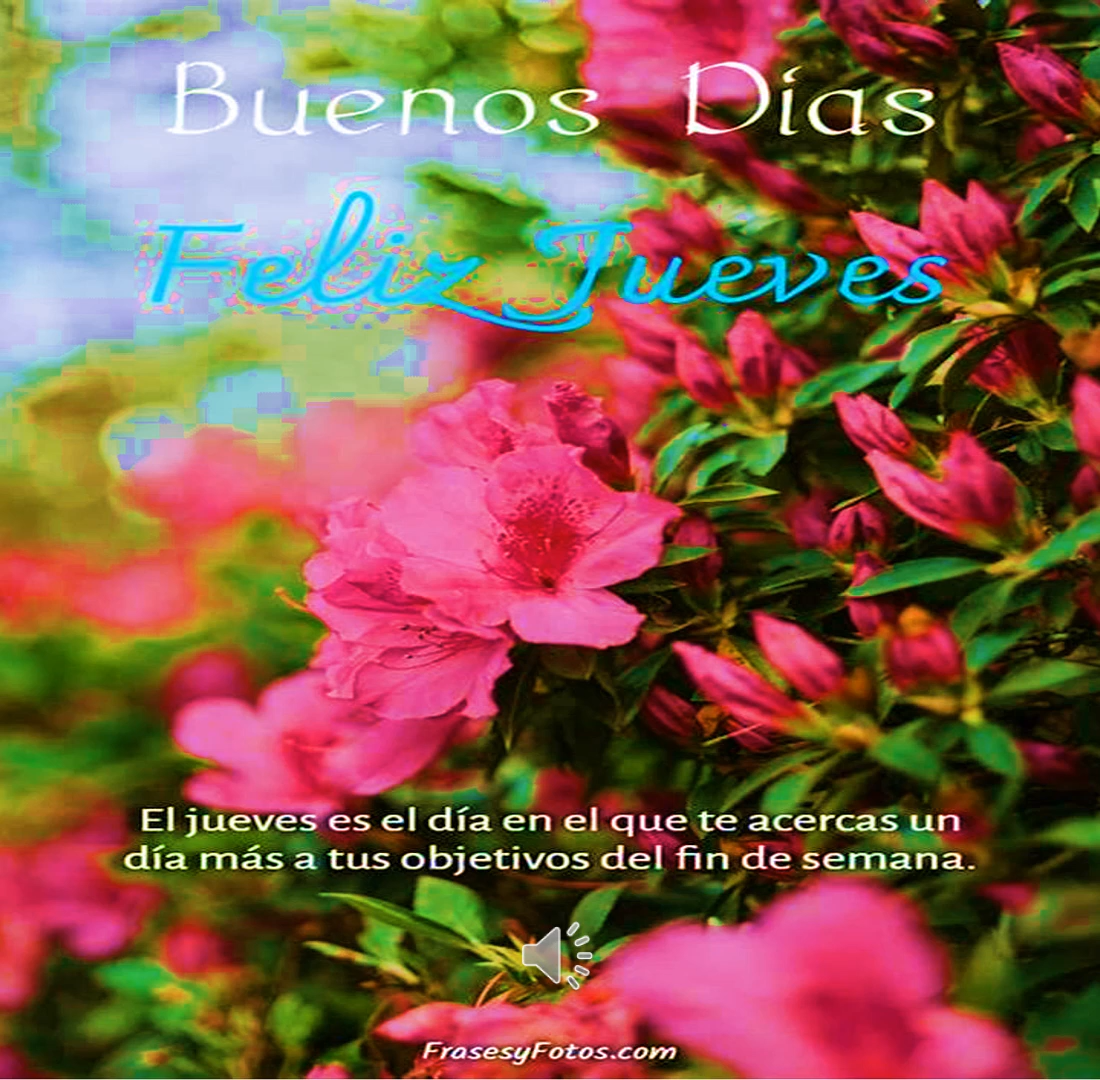 Buenos Días
Feliz Jueves
El jueves es el día en el que te acercas un
día más a tus objetivos del fin de semana.
FrasesyFotos.com